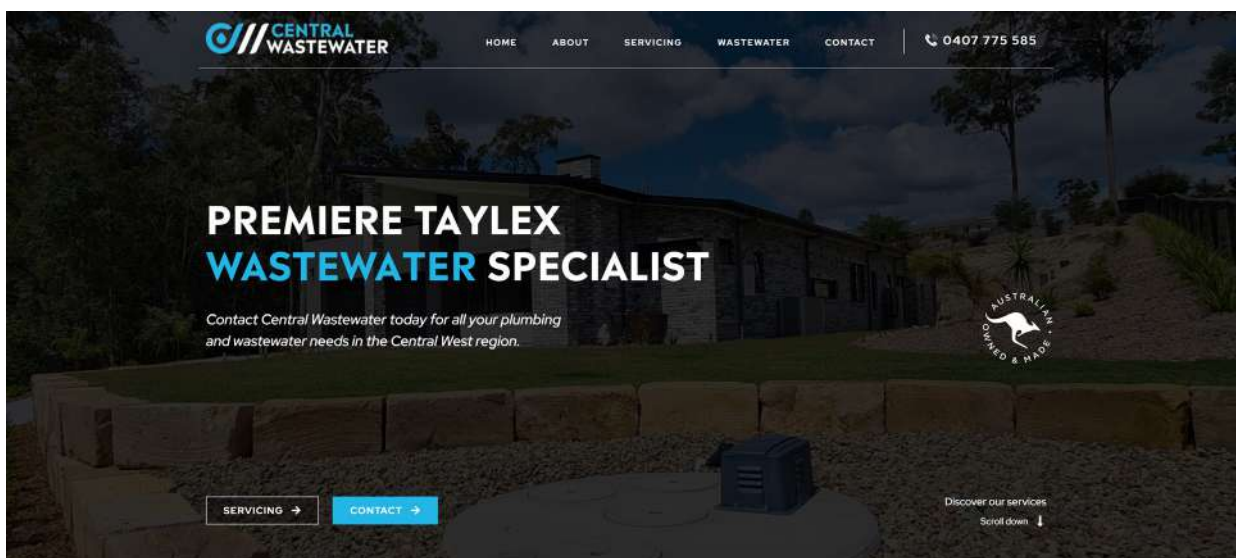 CENTRAL
WASTEWATER
HOME
ABOUT
SERVICING
WASTEWATER
CONTACT
0407 775 585
PREMIERE TAYLEX
WASTEWATER SPECIALIST
Contact Central Wastewater today for all your plumbing
and wastewater needs in the Central West region.
AUSTRALIAN
OWNED & MADE
SERVICING →
CONTACT →
Discover our services
Scroll down ↓